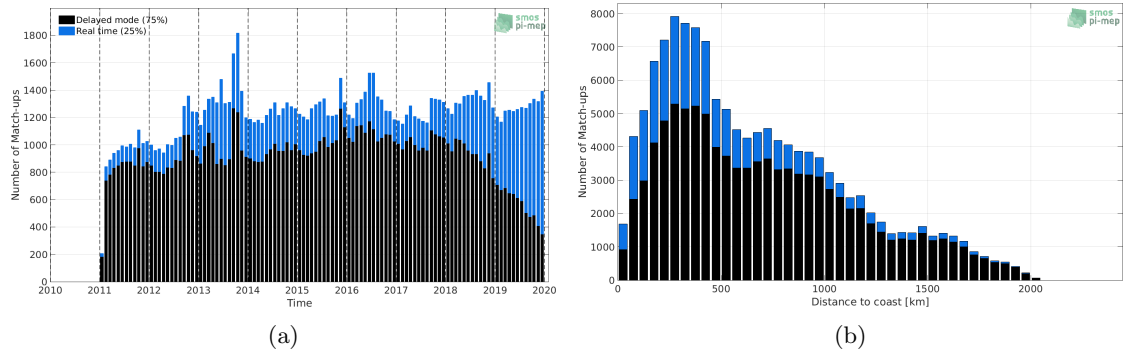 Delayed mode (75%)
Real time (25%)
smos
pi-mep
Number of Match-ups
1800
1600
1400
1200
1000
800
600
400
200
0
2010 2011 2012 2013 2014 2015 2016 2017 2018 2019 2020
Time
(a)
smos
pi-mep
Number of Match-ups
8000
7000
6000
5000
4000
3000
2000
1000
0
0 500 1000 1500 2000
Distance to coast [km]
(b)